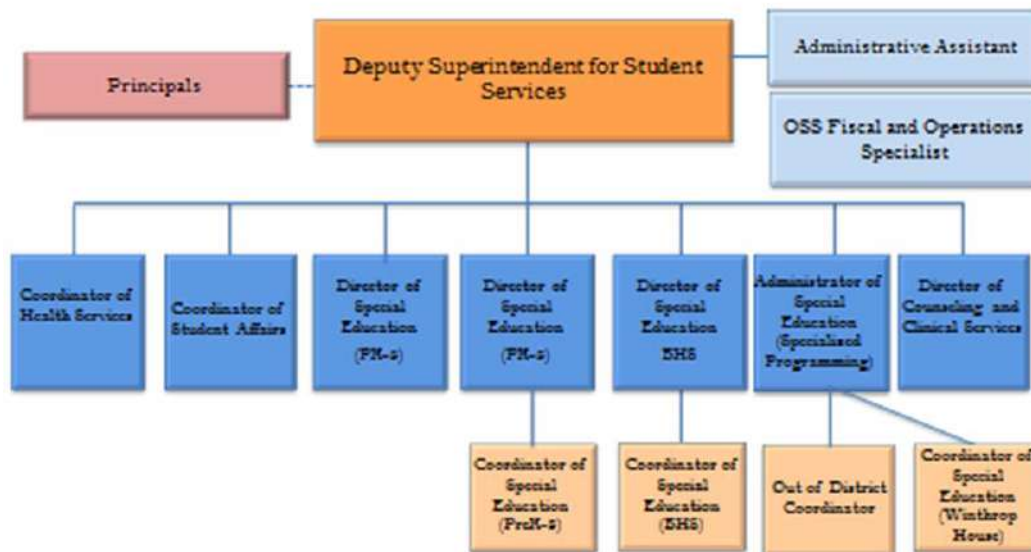 Deputy Superintendent for Student
Services
Administrative Assistant
Principals
OSS Fiscal and Operations
Specialist
Coordinator of
Health Services
Coordinator of
Student Affairs
Director of
Special
Education
Director of
Special
Education
Director of
Special
Education
BHS
Administrator of
Special
Education
(Specialized
Programming)
Director of
Counseling and
Clinical Services
Coordinator of
Special
Education
Coordinator of
Special
Education
(BHS)
Out of District
Coordinator
Coordinator of
Special
Education
(Winthrop
House)